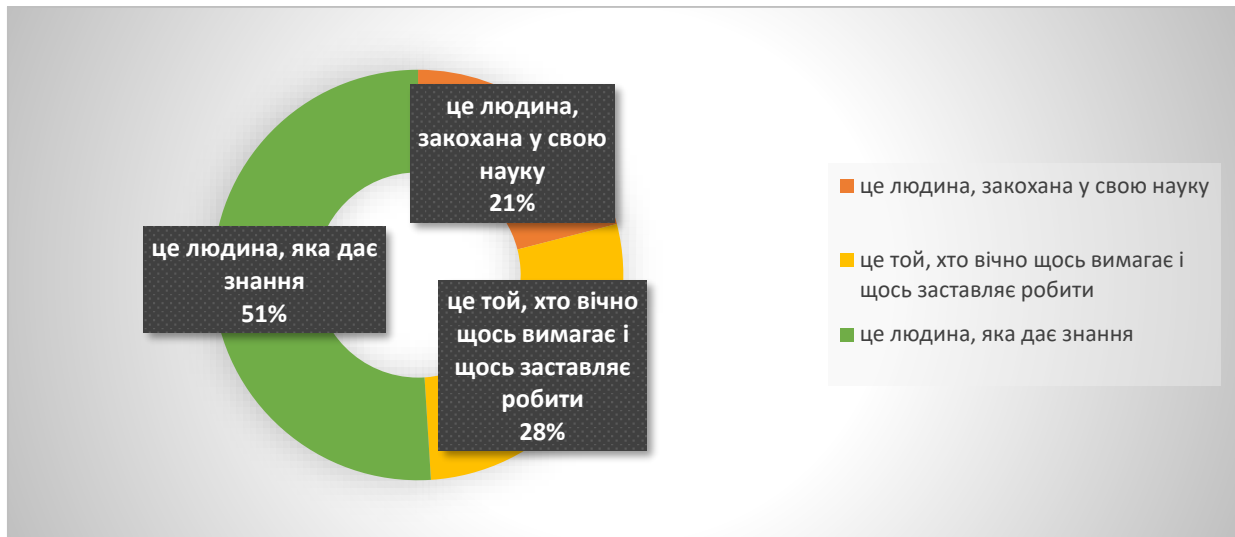 це людина,
закохана у свою
науку
21%
це людина, яка дає
знання
51%
це той, хто вічно
щось вимагає і
щось заставляє
робити
28%
це людина, закохана у свою науку
це той, хто вічно щось вимагає і
щось заставляє робити
це людина, яка дає знання